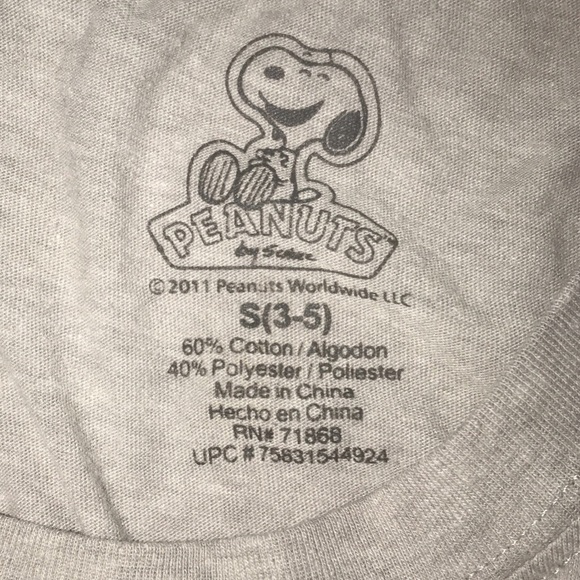 PEANUTS™
by Schulz
©2011 Peanuts Worldwide LLC
S(3-5)
60% Cotton / Algodon
40% Polyester / Poliester
Made in China
Hecho en China
RN# 71868
UPC # 75831544924